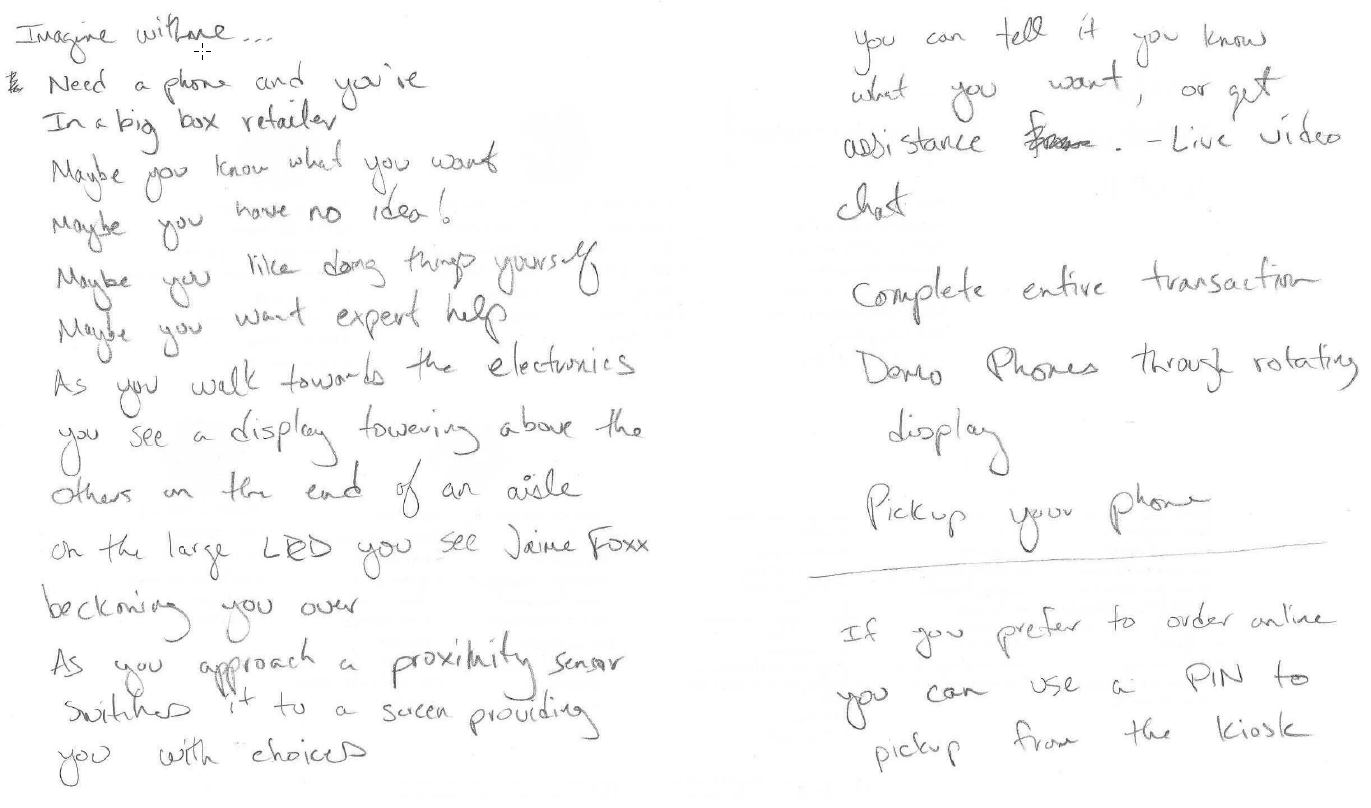 Imagine with me...
Need a phone and you're
In a big box retailer
Maybe you know what you want
Maybe you have no idea!
Maybe you like doing things yourself
Maybe you want expert help
As you walk towards the electronics
you see a display towering above the
others on the end of an aisle
on the large LED you see Jaime Foxx
beckoning you over
As you approach a proximity sensor
switches it to a screen providing
you with choices
you can tell it you know
what you want, or get
assistance . - Live video
chat
Complete entire transaction
Demo Phones through rotating
display
Pickup your phone
If you prefer to order online
you can use a PIN to
pickup from the kiosk